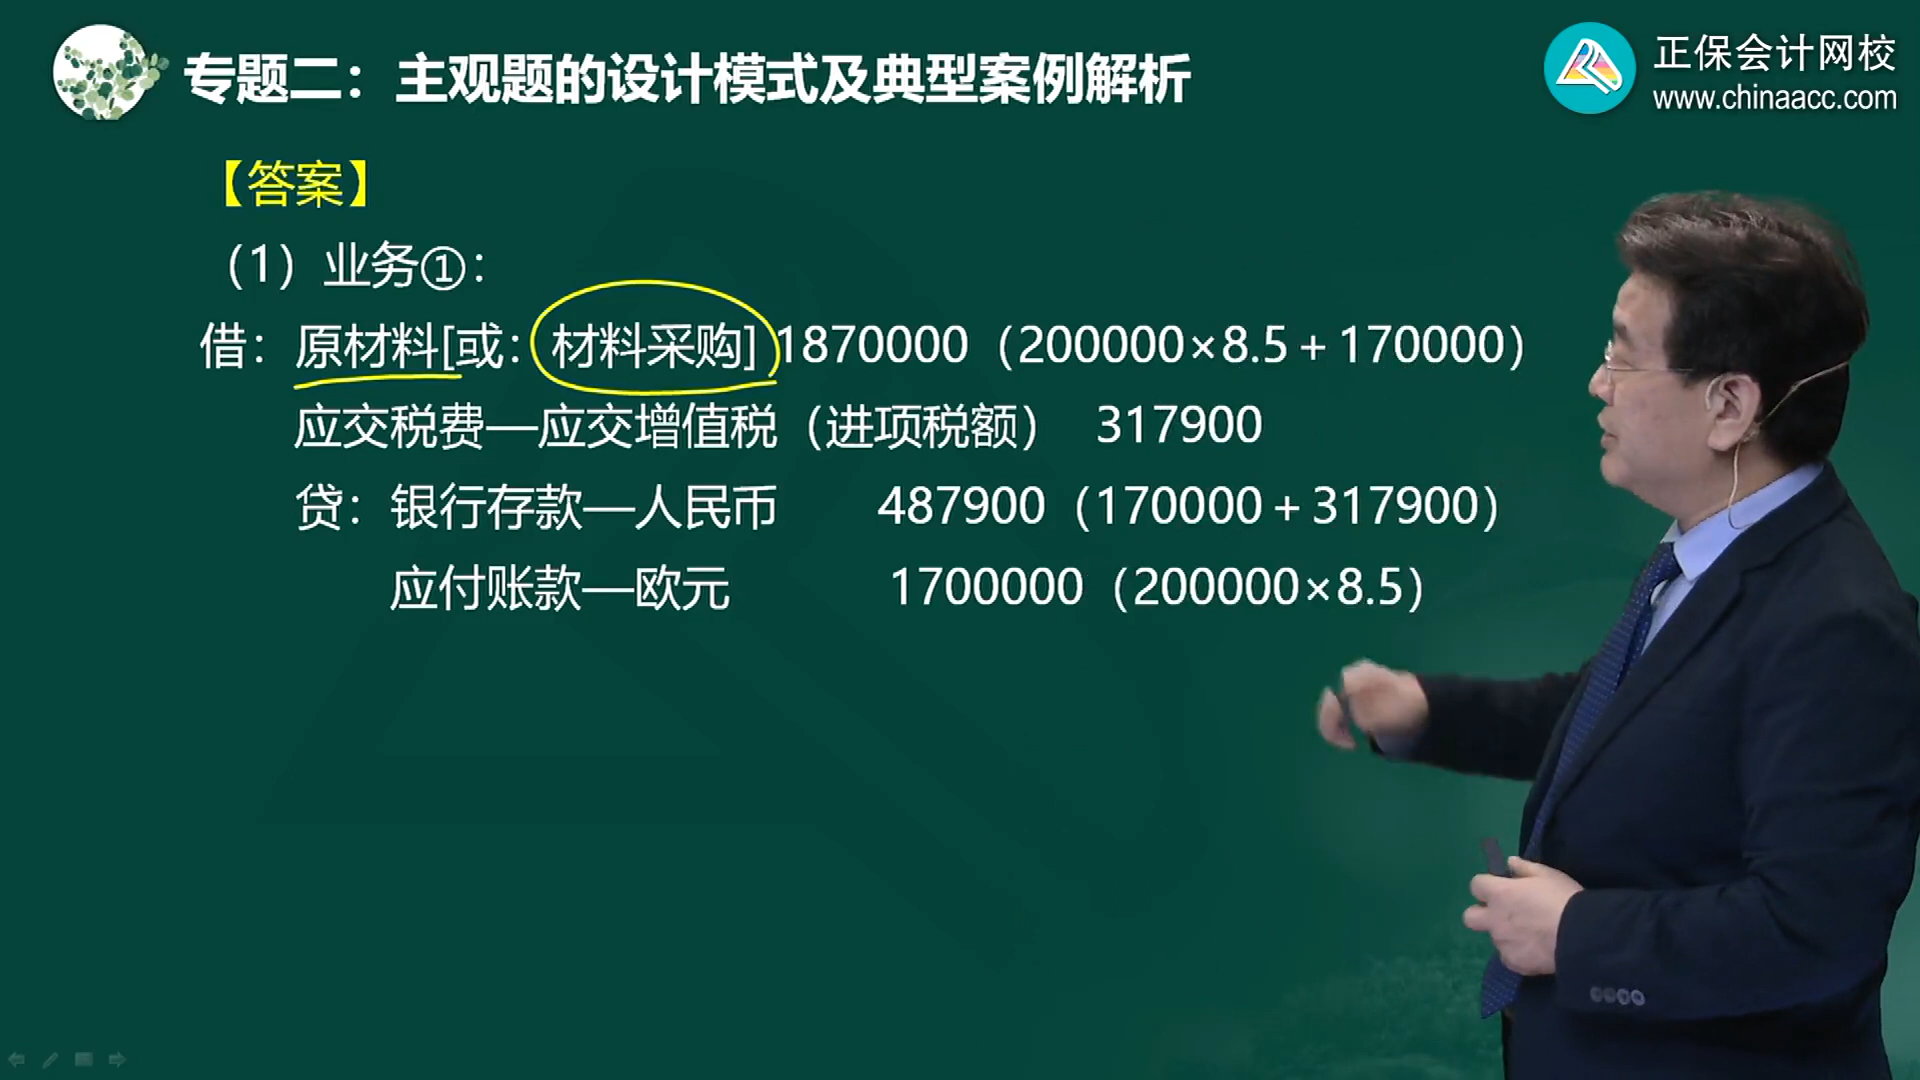 专题二：主观题的设计模式及典型案例解析
正保会计网校
www.chinaacc.com
【答案】
（1）业务①：
借：原材料[或：材料采购] 1870000（200000×8.5＋170000）
应交税费—应交增值税（进项税额） 317900
贷：银行存款—人民币 487900（170000＋317900）
应付账款—欧元 1700000（200000×8.5）